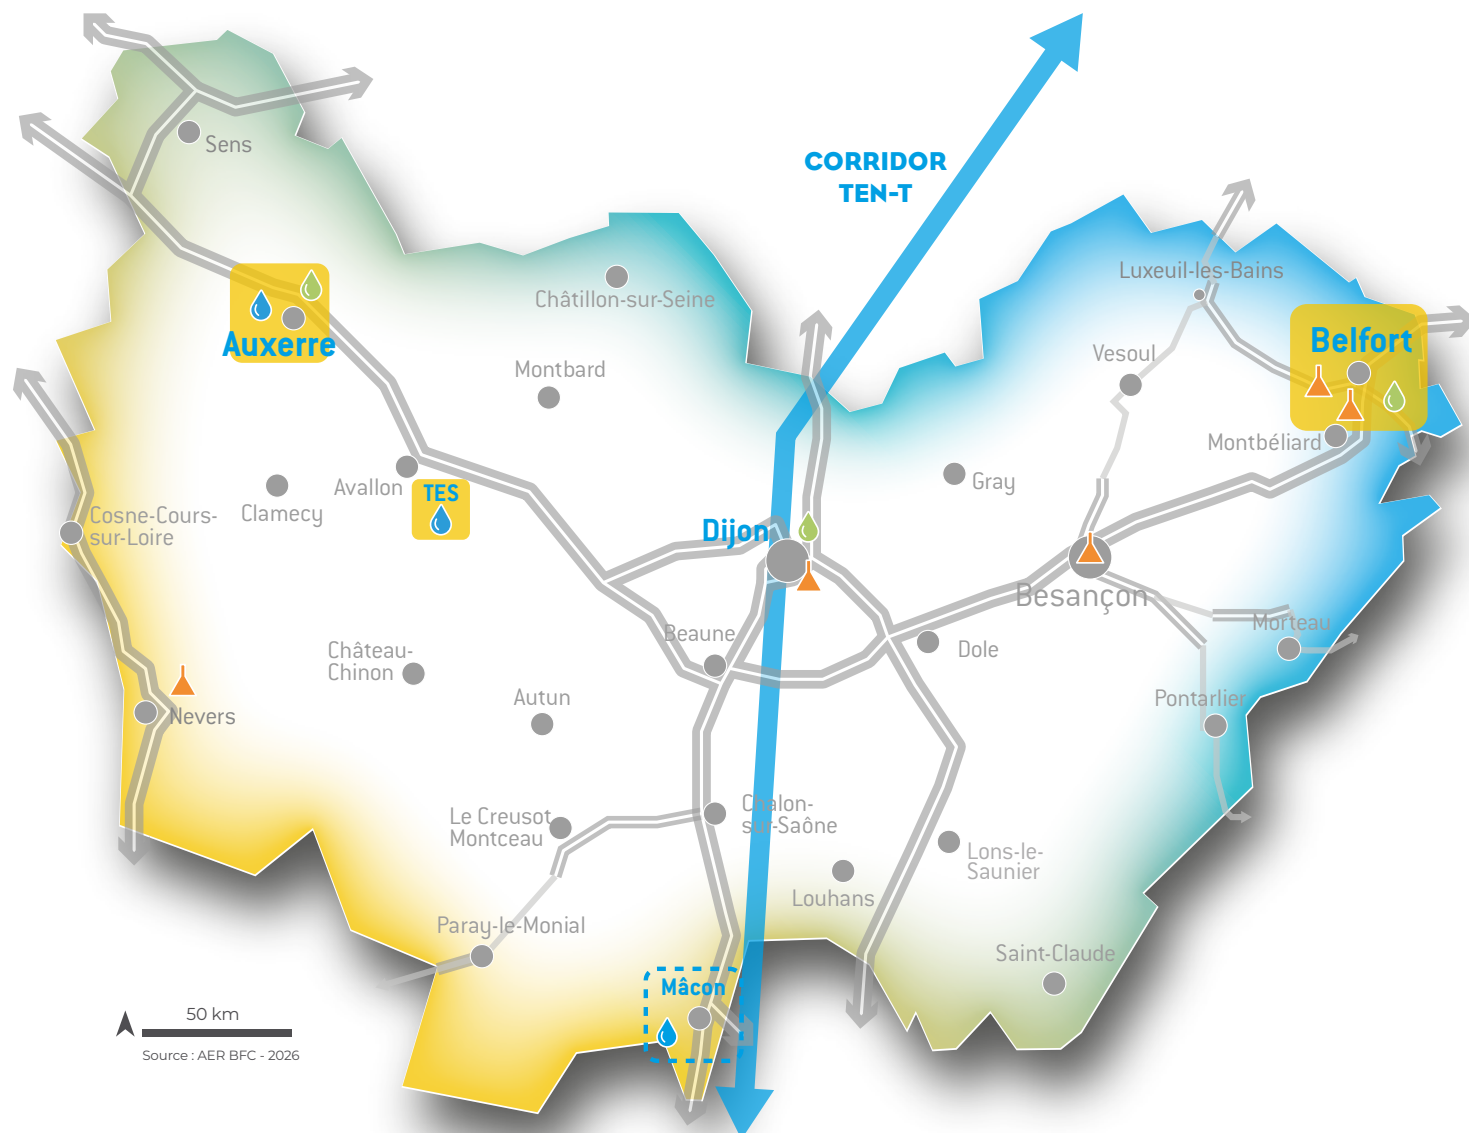 CORRIDOR
TEN-T
Sens
Luxeuil-les-Bains
Châtillon-sur-Seine
Auxerre
Belfort
Vesoul
Montbard
Montbéliard
Avallon
TES
Gray
Clamecy
Cosne-Cours-
sur-Loire
Dijon
Besançon
Morteau
Beaune
Dole
Château-
Chinon
Autun
Pontarlier
Nevers
Chalon-
sur-Saône
Le Creusot
Montceau
Lons-le-
Saunier
Louhans
Paray-le-Monial
Saint-Claude
Mâcon
50 km
Source : AER BFC - 2026